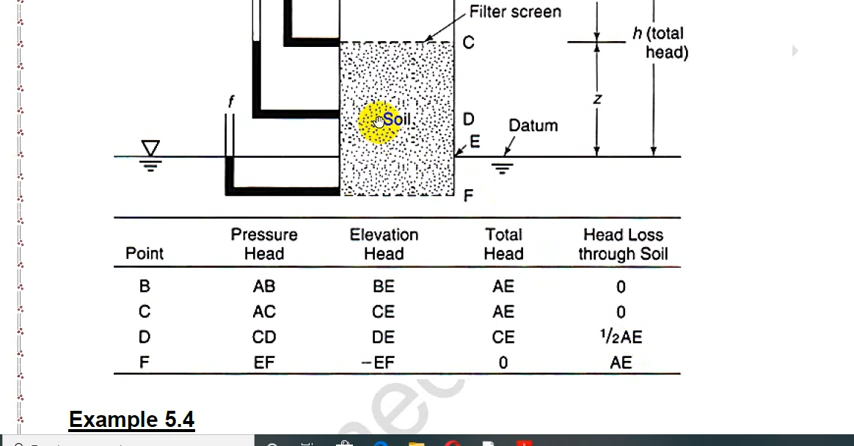 Filter screen
C
h (total
head)
f
z
Soil
D
Datum
E
F
Point Pressure Head Elevation Head Total Head Head Loss through Soil
B AB BE AE 0
C AC CE AE 0
D CD DE CE 1/2AE
F EF −EF 0 AE
Example 5.4